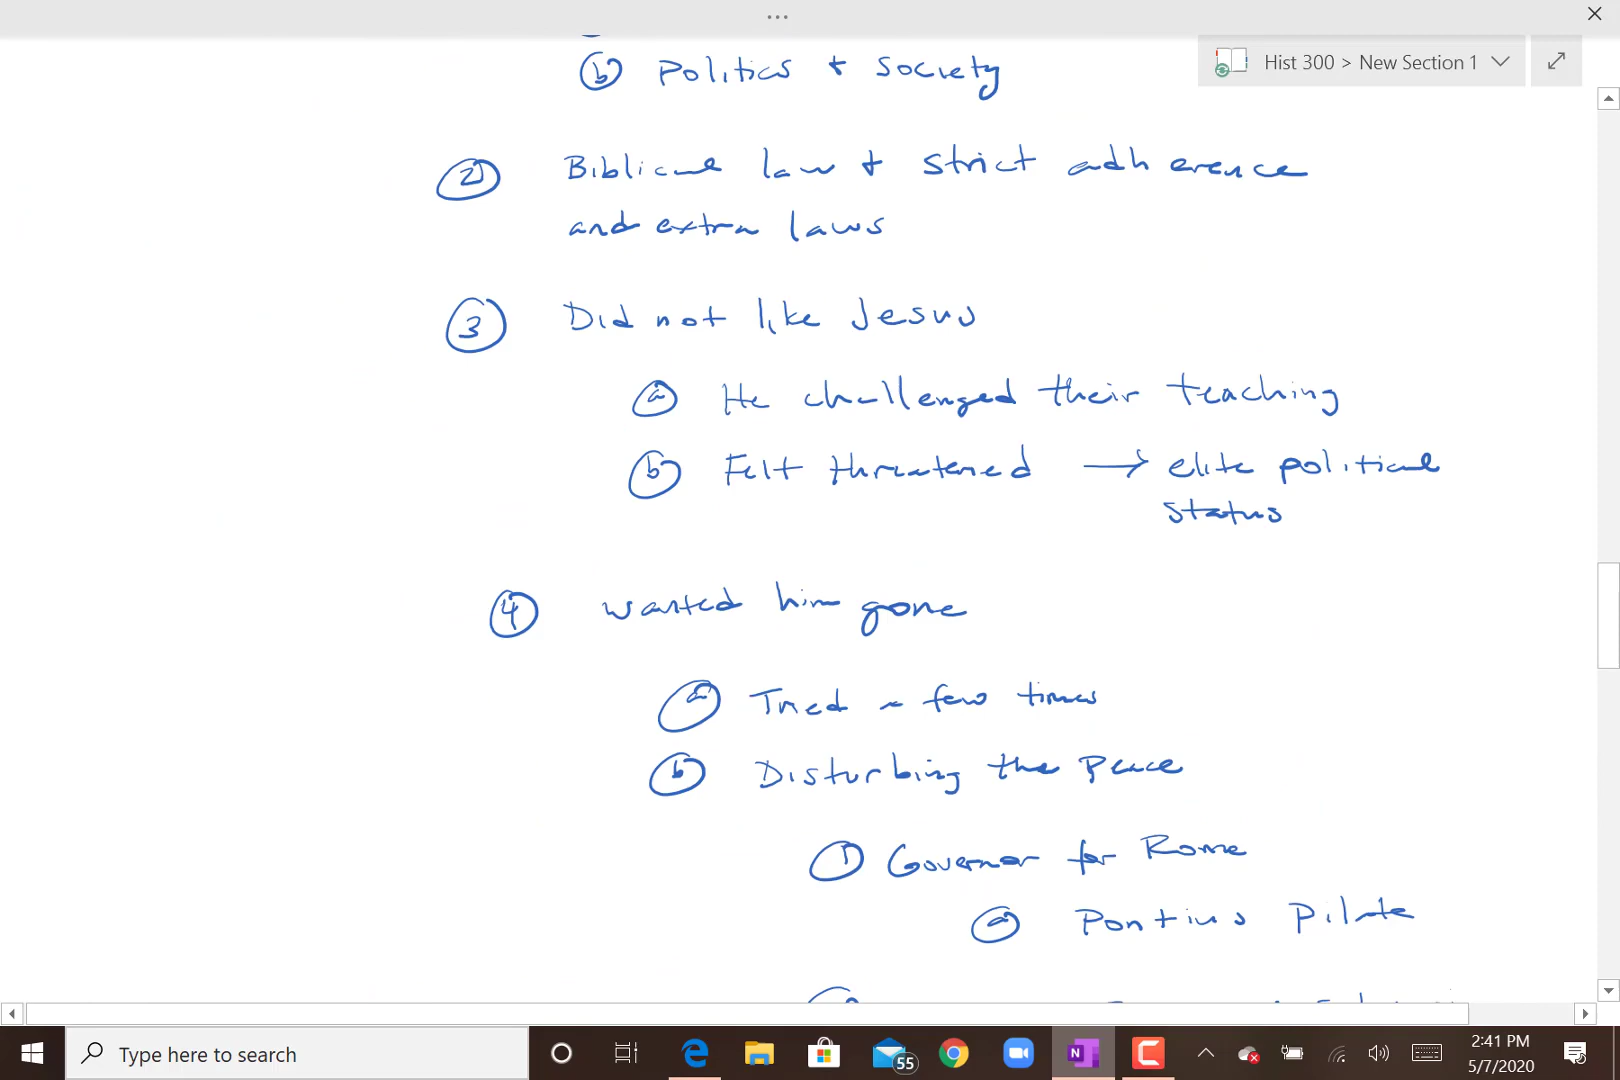 Hist 300 > New Section 1
b Politics + Society
2 Biblical law + strict adherence
and extra laws
3 Did not like Jesus
a He challenged their teaching
b Felt threatened → elite political
status
4 wanted him gone
a Tried a few times
b Disturbing the Peace
1 Governor for Rome
a Pontius Pilate
Type here to search
55
2:41 PM
5/7/2020